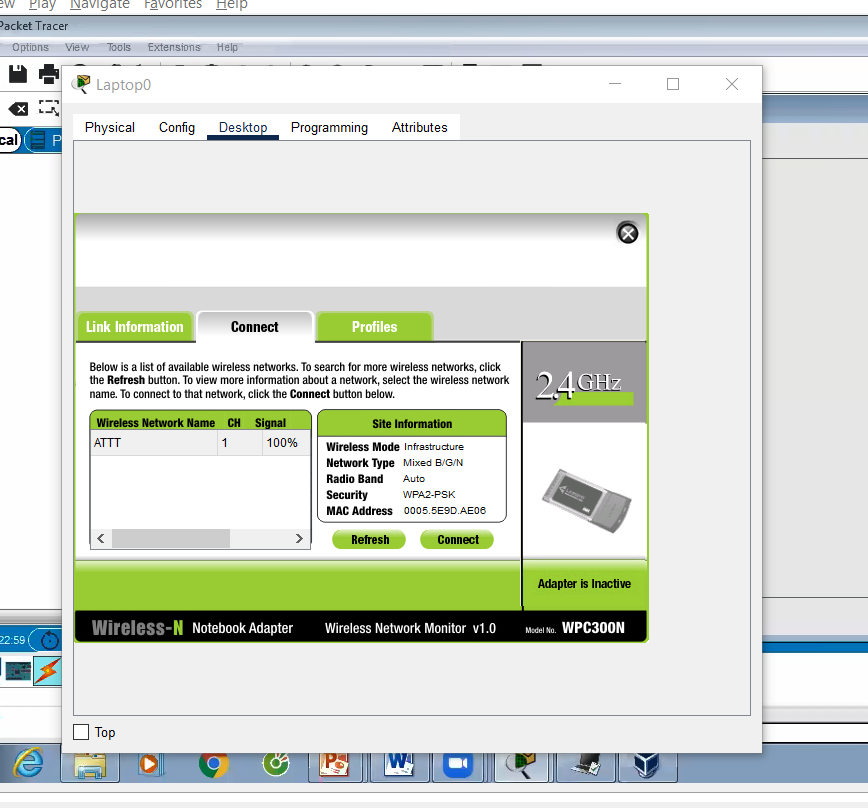 ew Play Navigate Favorites Help
Packet Tracer
Options View Tools Extensions Help
Laptop0
Physical Config Desktop Programming Attributes
cal P
Link Information Connect Profiles
Below is a list of available wireless networks. To search for more wireless networks, click
the Refresh button. To view more information about a network, select the wireless network
name. To connect to that network, click the Connect button below.
2.4GHz
Wireless Network Name CH Signal
ATTT 1 100%
Site Information
Wireless Mode Infrastructure
Network Type Mixed B/G/N
Radio Band Auto
Security WPA2-PSK
MAC Address 0005.5E9D.AE06
Refresh Connect
Adapter is Inactive
Wireless-N Notebook Adapter Wireless Network Monitor v1.0 Model No. WPC300N
22:59
Top